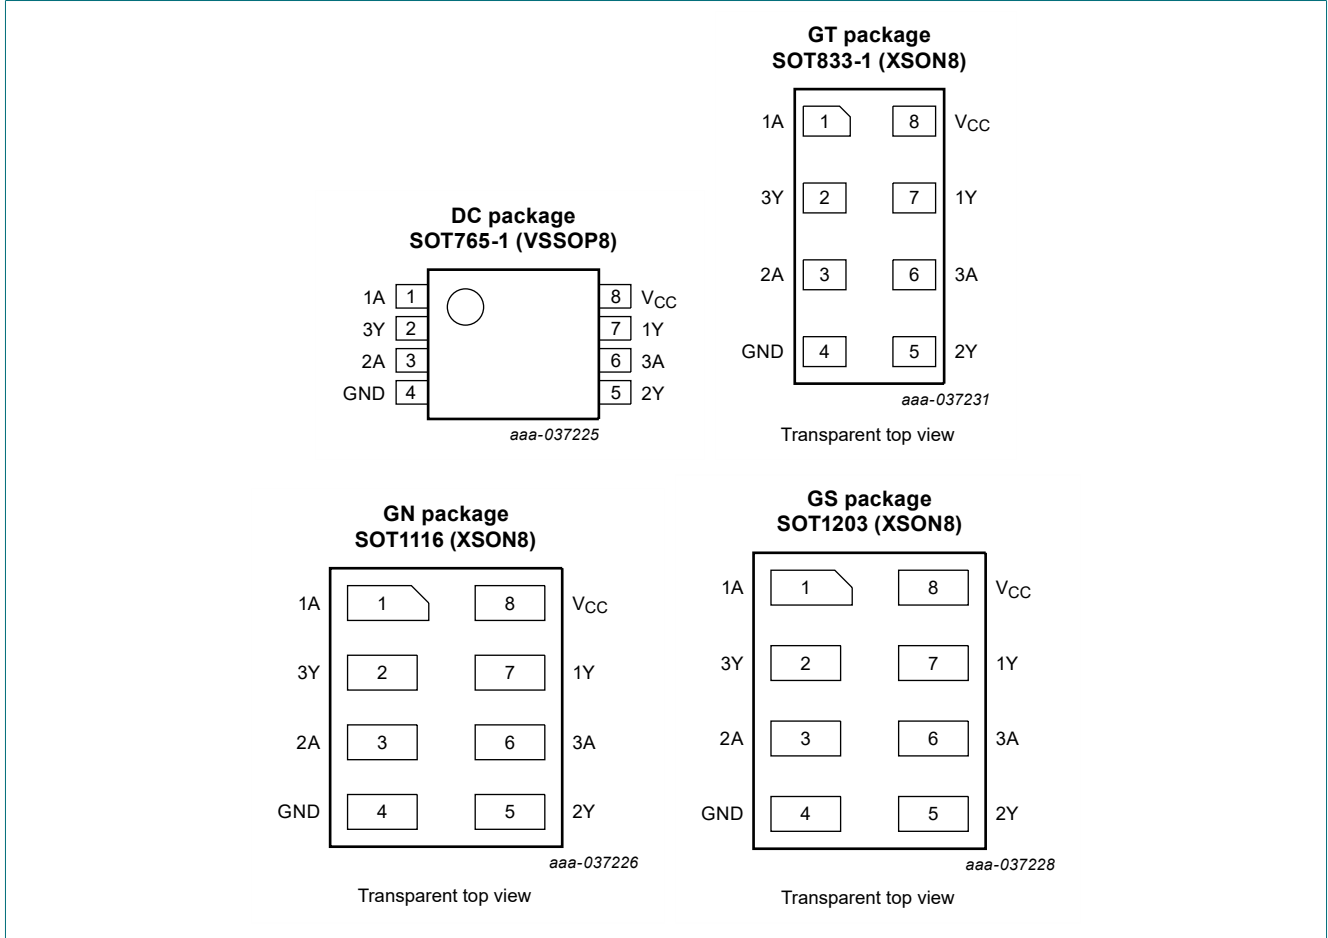 GT package
SOT833-1 (XSON8)
1A 1 8 VCC
3Y 2 7 1Y
2A 3 6 3A
GND 4 5 2Y
aaa-037231
Transparent top view
DC package
SOT765-1 (VSSOP8)
1A 1 8 VCC
3Y 2 7 1Y
2A 3 6 3A
GND 4 5 2Y
aaa-037225
GN package
SOT1116 (XSON8)
1A 1 8 VCC
3Y 2 7 1Y
2A 3 6 3A
GND 4 5 2Y
aaa-037226
Transparent top view
GS package
SOT1203 (XSON8)
1A 1 8 VCC
3Y 2 7 1Y
2A 3 6 3A
GND 4 5 2Y
aaa-037228
Transparent top view